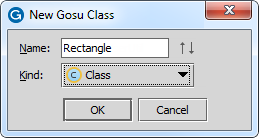 New Gosu Class
Name: Rectangle
Kind: C Class
OK Cancel